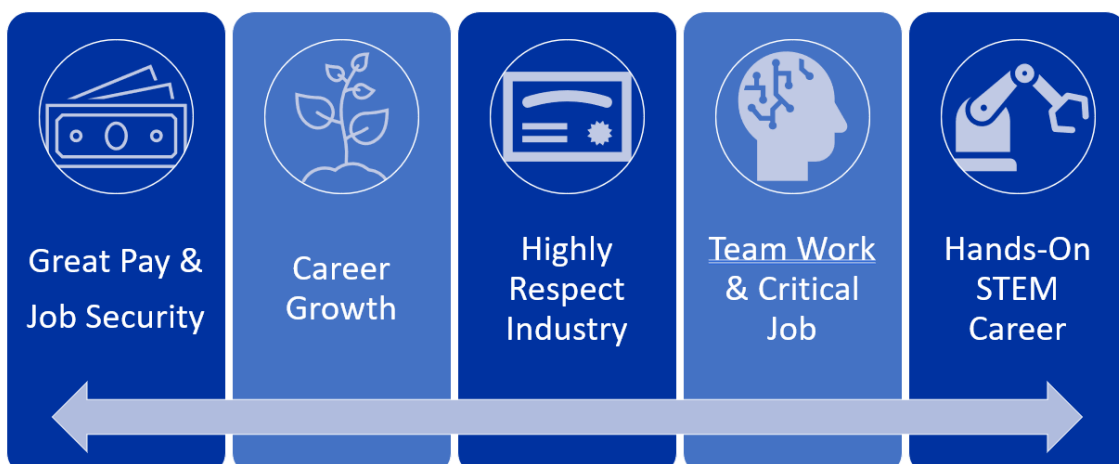 Great Pay &
Job Security
Career
Growth
Highly
Respect
Industry
Team Work
& Critical
Job
Hands-On
STEM
Career